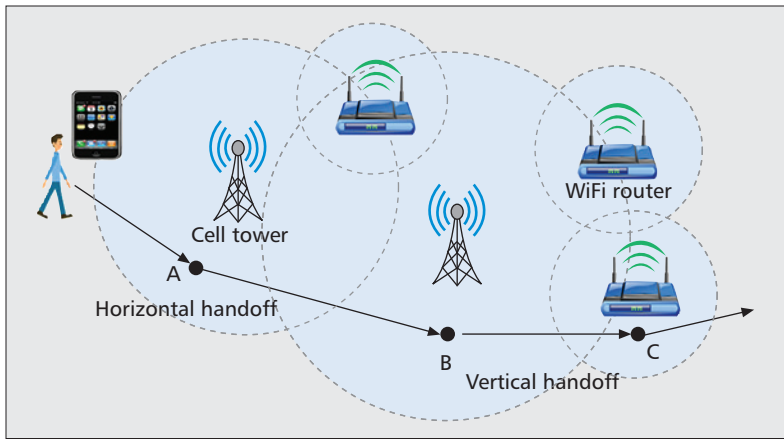 Cell tower
WiFi router
A
Horizontal handoff
B
C
Vertical handoff